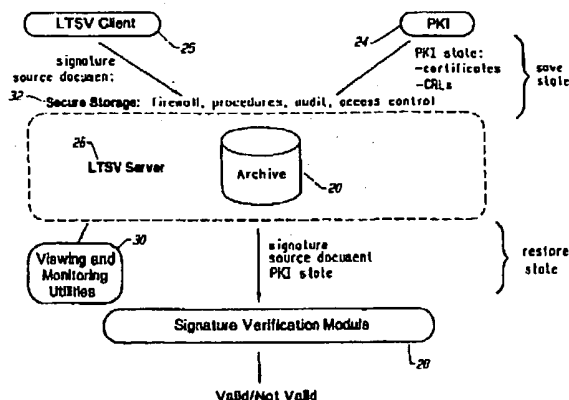 LTSV Client
25
PKI
24
signature
source document;
PKI state:
-certificates
-CRLs
save
state
32
Secure Storage: firewall, procedures, audit, access control
26
LTSV Server
Archive
20
30
Viewing and
Monitoring
Utilities
signature
source document
PKI state
restore
state
Signature Verification Module
28
Valid/Not Valid